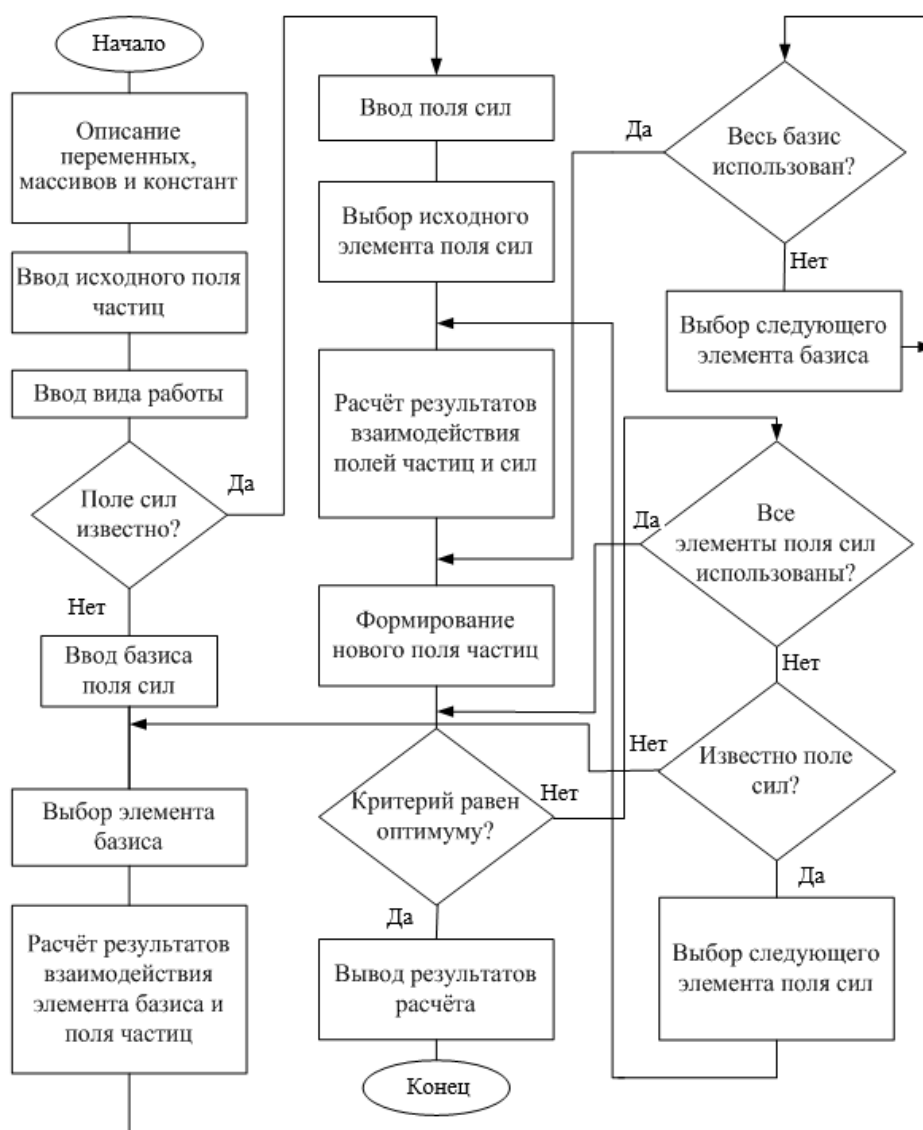 Начало
Описание
переменных,
массивов и констант
Ввод исходного поля
частиц
Ввод вида работы
Поле сил
известно?
Да
Нет
Ввод базиса
поля сил
Выбор элемента
базиса
Расчёт результатов
взаимодействия
элемента базиса и
поля частиц
Ввод поля сил
Выбор исходного
элемента поля сил
Расчёт результатов
взаимодействия
полей частиц и сил
Формирование
нового поля частиц
Критерий равен
оптимуму?
Нет
Да
Вывод результатов
расчёта
Конец
Весь базис
использован?
Да
Нет
Выбор следующего
элемента базиса
Все
элементы поля сил
использованы?
Да
Нет
Известно поле
сил?
Нет
Да
Выбор следующего
элемента поля сил